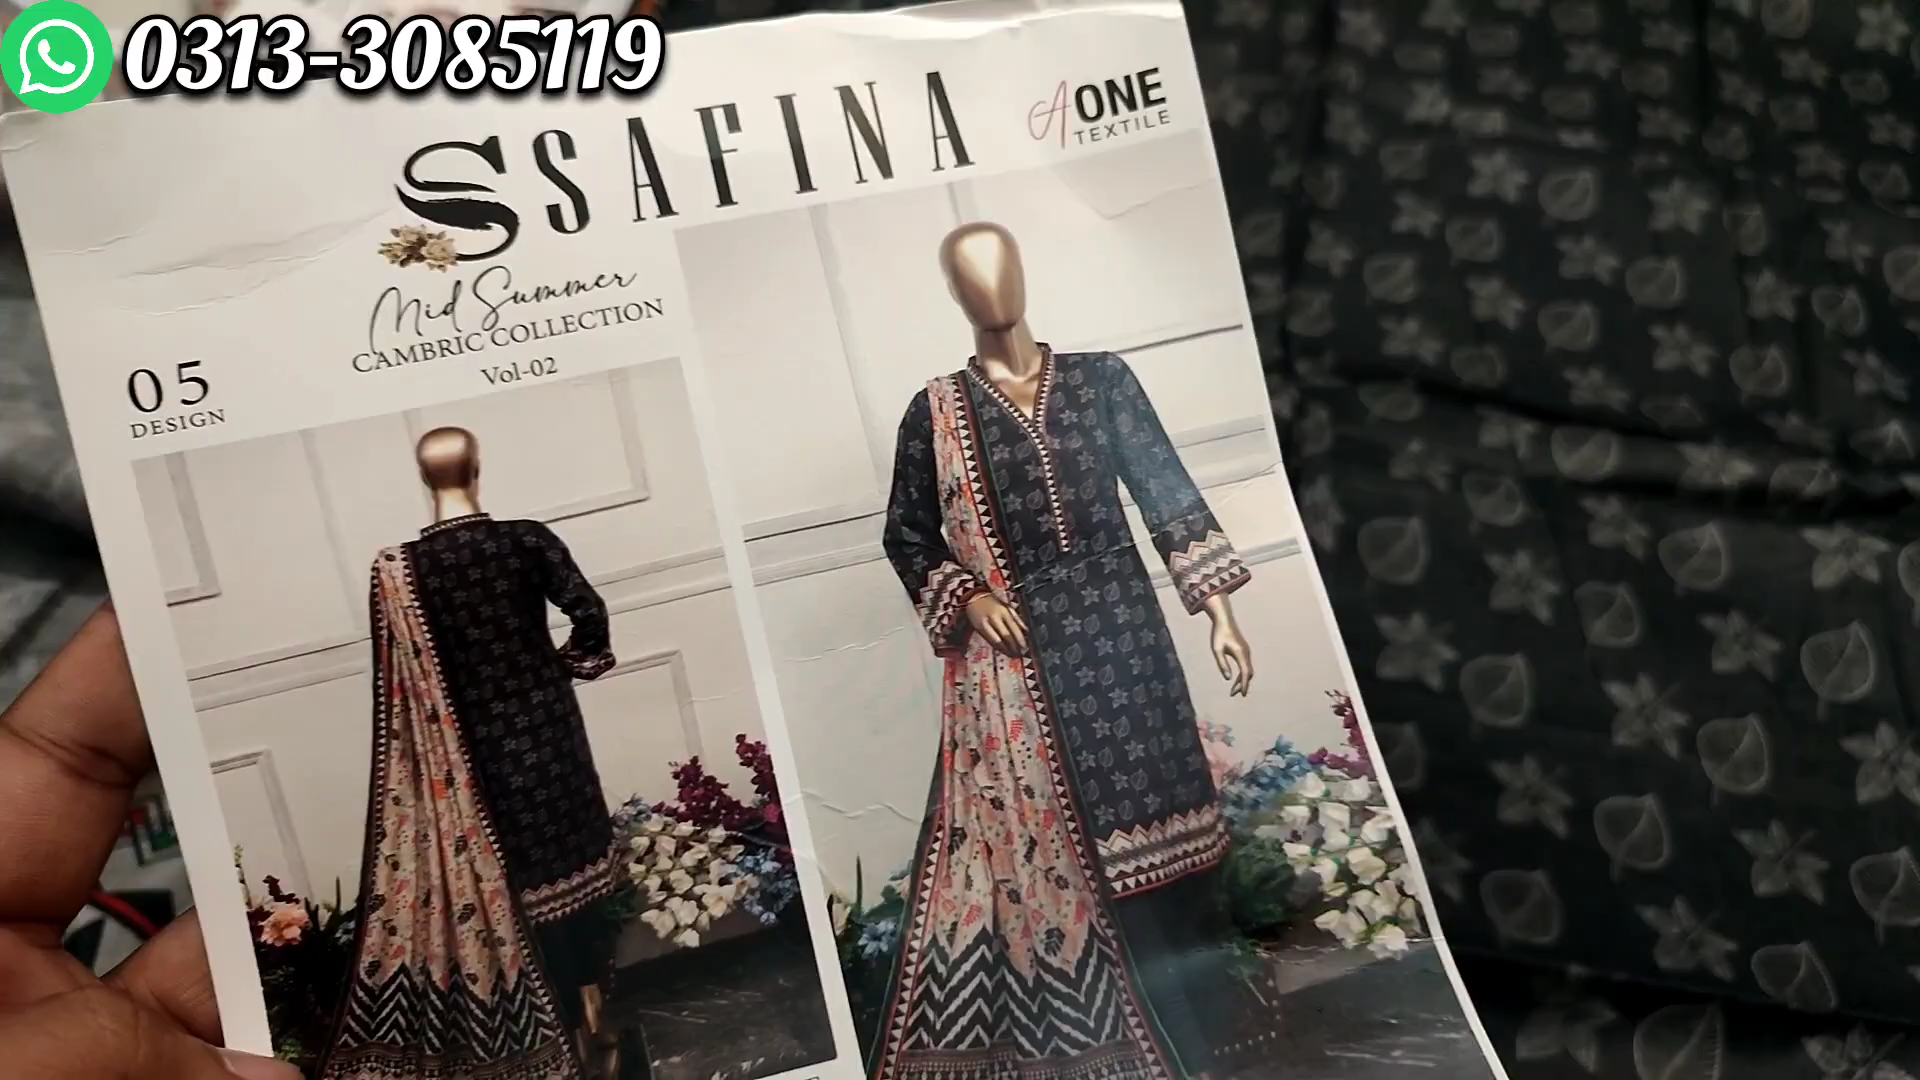 0313-3085119
SAFINA
A ONE
TEXTILE
Mid Summer
CAMBRIC COLLECTION
Vol-02
05
DESIGN